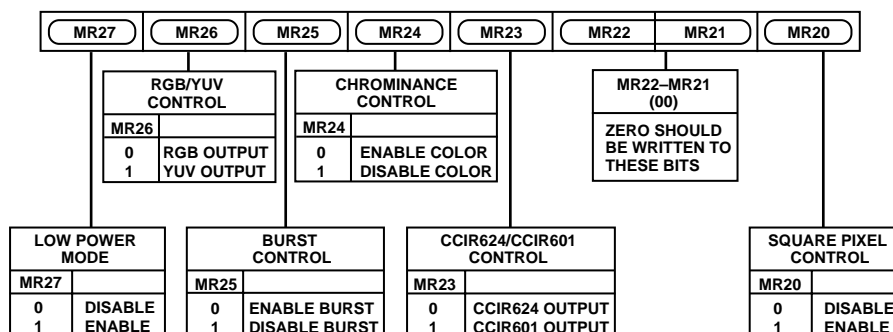 MR27 MR26 MR25 MR24 MR23 MR22 MR21 MR20
RGB/YUV
CONTROL
MR26
0 RGB OUTPUT
1 YUV OUTPUT
CHROMINANCE
CONTROL
MR24
0 ENABLE COLOR
1 DISABLE COLOR
MR22–MR21
(00)
ZERO SHOULD
BE WRITTEN TO
THESE BITS
LOW POWER
MODE
MR27
0 DISABLE
1 ENABLE
BURST
CONTROL
MR25
0 ENABLE BURST
1 DISABLE BURST
CCIR624/CCIR601
CONTROL
MR23
0 CCIR624 OUTPUT
1 CCIR601 OUTPUT
SQUARE PIXEL
CONTROL
MR20
0 DISABLE
1 ENABLE